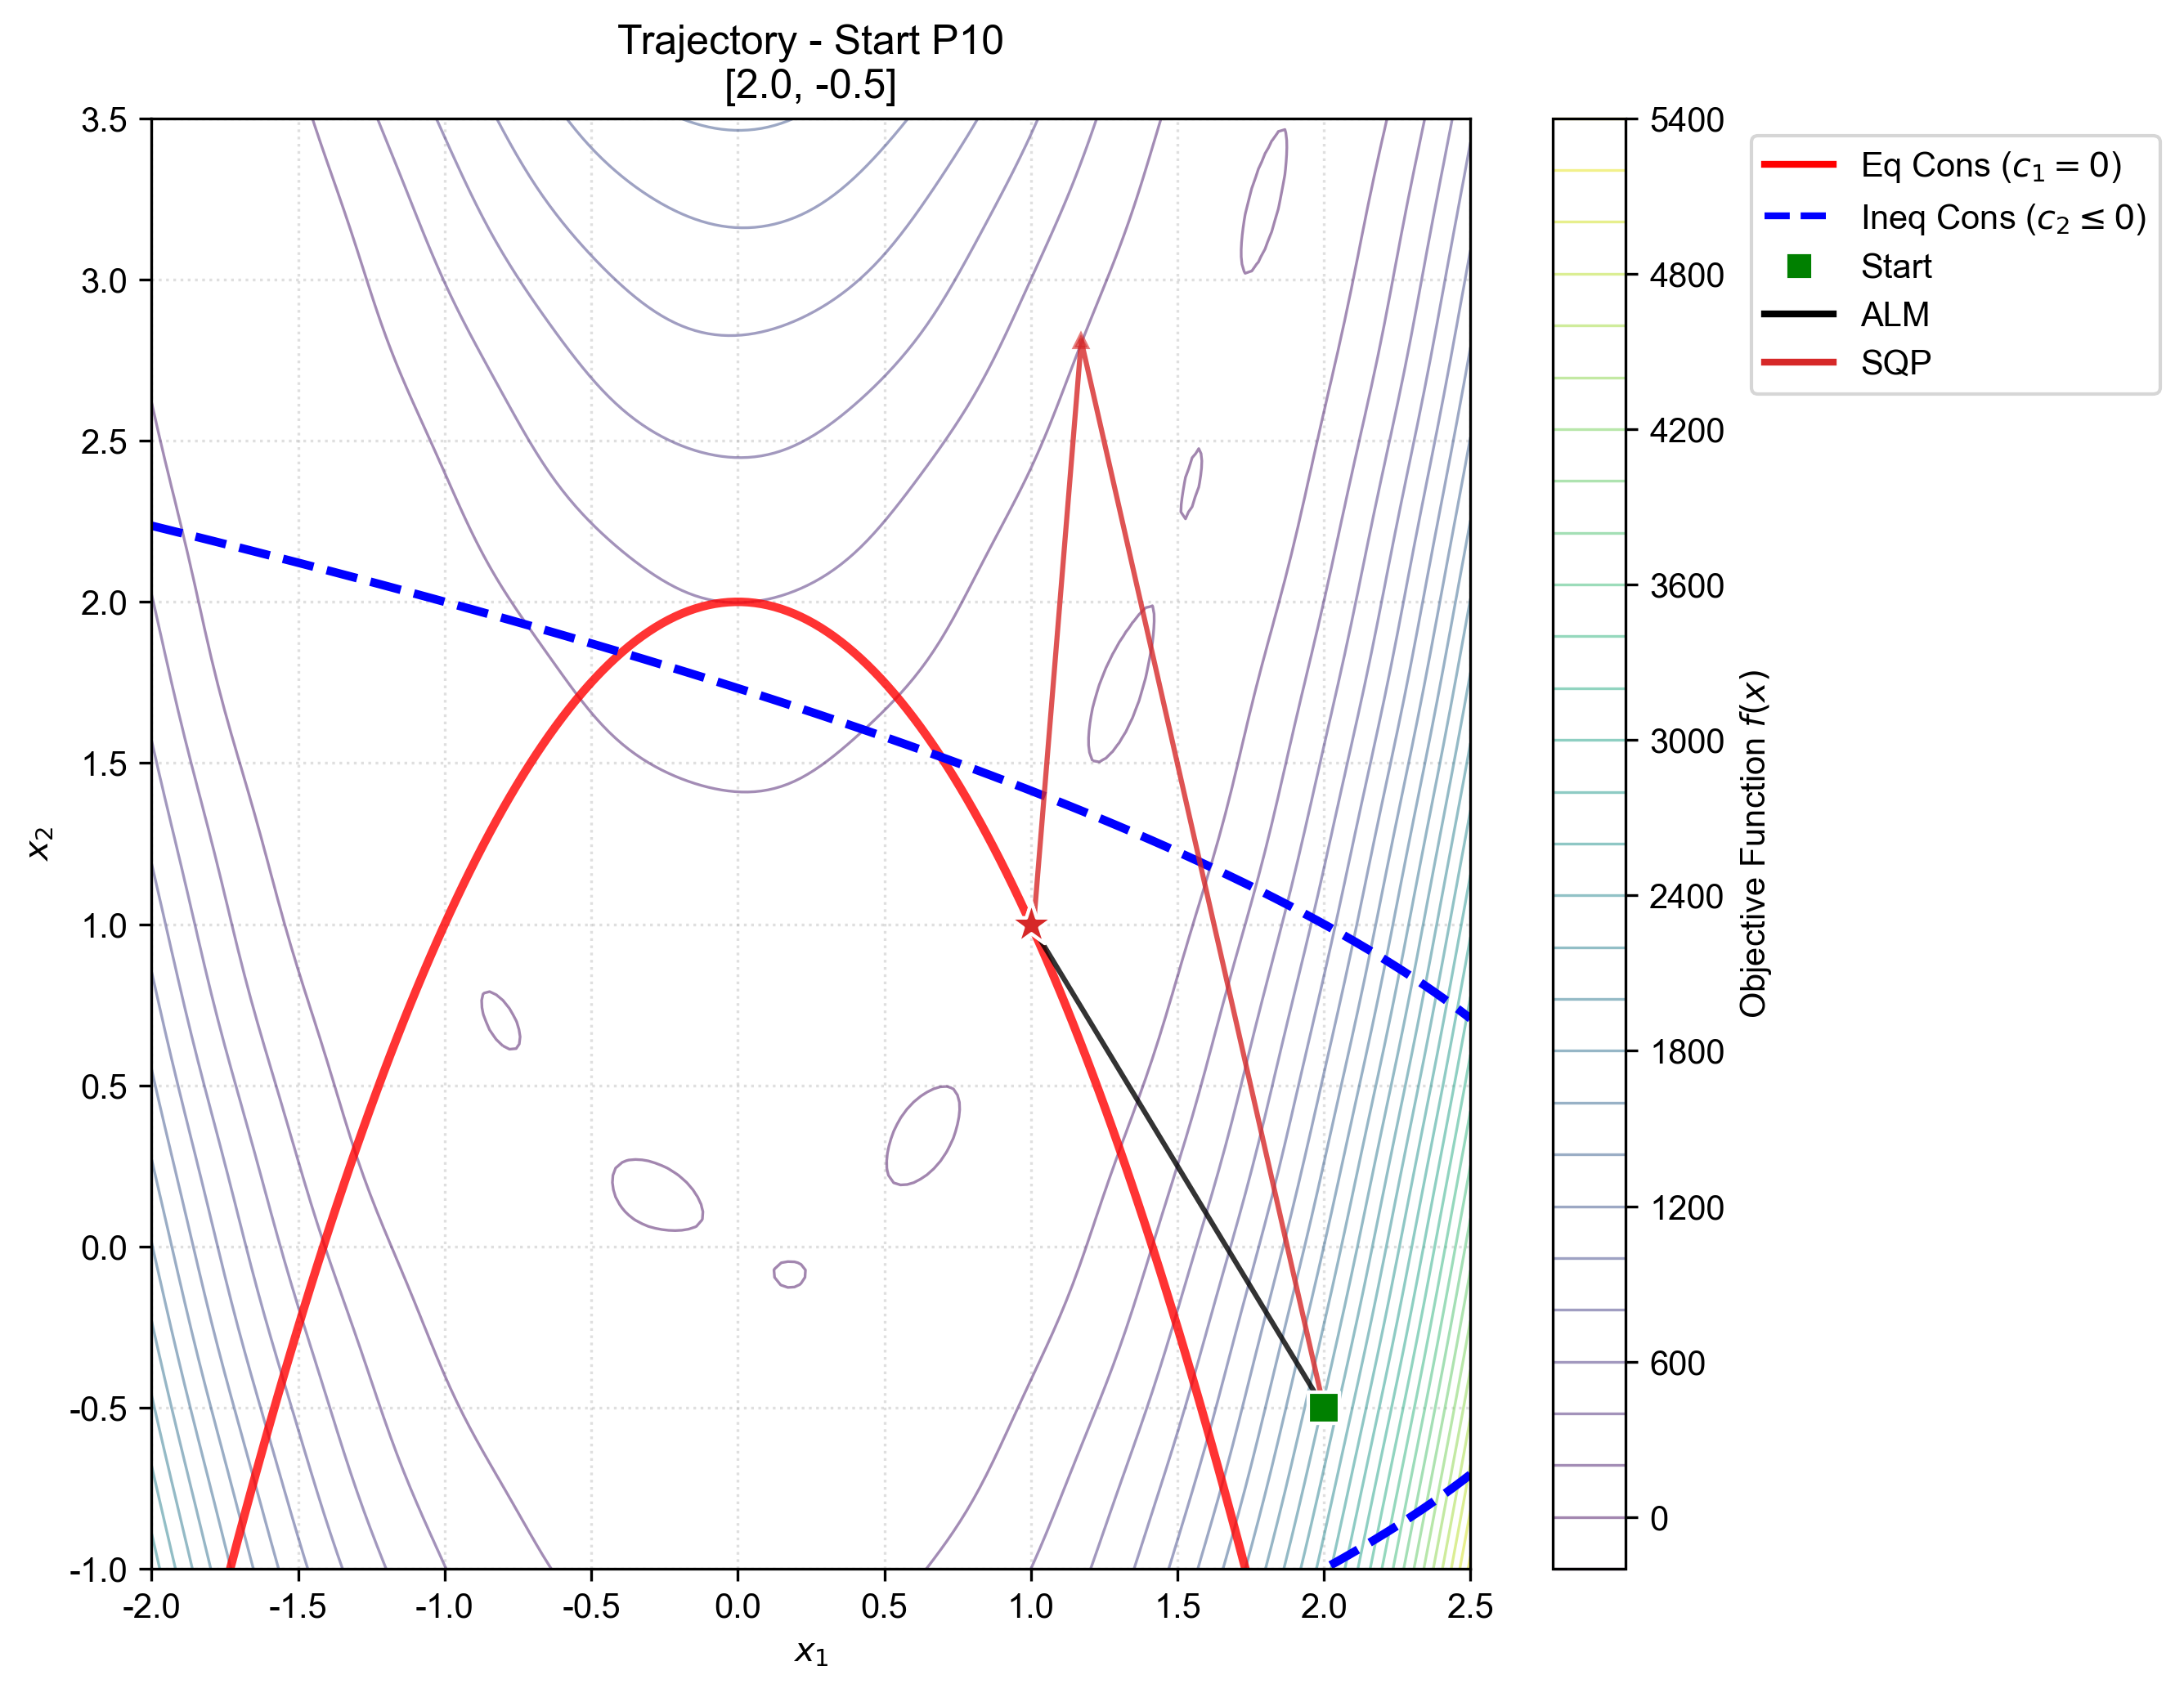 Trajectory - Start P10
[2.0, -0.5]
3.5
3.0
2.5
2.0
1.5
1.0
0.5
0.0
-0.5
-1.0
x₂
-2.0 -1.5 -1.0 -0.5 0.0 0.5 1.0 1.5 2.0 2.5
x₁
5400
4800
4200
3600
3000
2400
1800
1200
600
0
Objective Function f(x)
Eq Cons (c₁ = 0)
Ineq Cons (c₂ ≤ 0)
Start
ALM
SQP